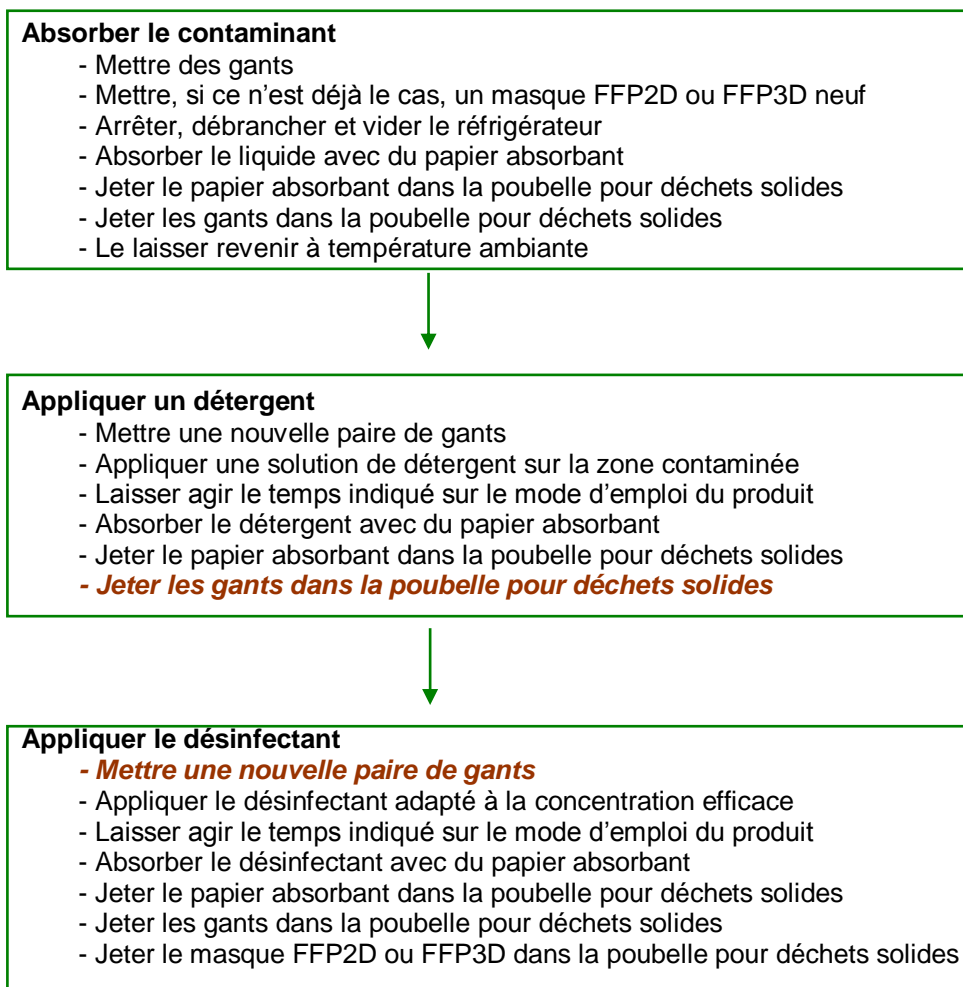 Absorber le contaminant
- Mettre des gants
- Mettre, si ce n’est déjà le cas, un masque FFP2D ou FFP3D neuf
- Arrêter, débrancher et vider le réfrigérateur
- Absorber le liquide avec du papier absorbant
- Jeter le papier absorbant dans la poubelle pour déchets solides
- Jeter les gants dans la poubelle pour déchets solides
- Le laisser revenir à température ambiante
Appliquer un détergent
- Mettre une nouvelle paire de gants
- Appliquer une solution de détergent sur la zone contaminée
- Laisser agir le temps indiqué sur le mode d’emploi du produit
- Absorber le détergent avec du papier absorbant
- Jeter le papier absorbant dans la poubelle pour déchets solides
- Jeter les gants dans la poubelle pour déchets solides
Appliquer le désinfectant
- Mettre une nouvelle paire de gants
- Appliquer le désinfectant adapté à la concentration efficace
- Laisser agir le temps indiqué sur le mode d’emploi du produit
- Absorber le désinfectant avec du papier absorbant
- Jeter le papier absorbant dans la poubelle pour déchets solides
- Jeter les gants dans la poubelle pour déchets solides
- Jeter le masque FFP2D ou FFP3D dans la poubelle pour déchets solides